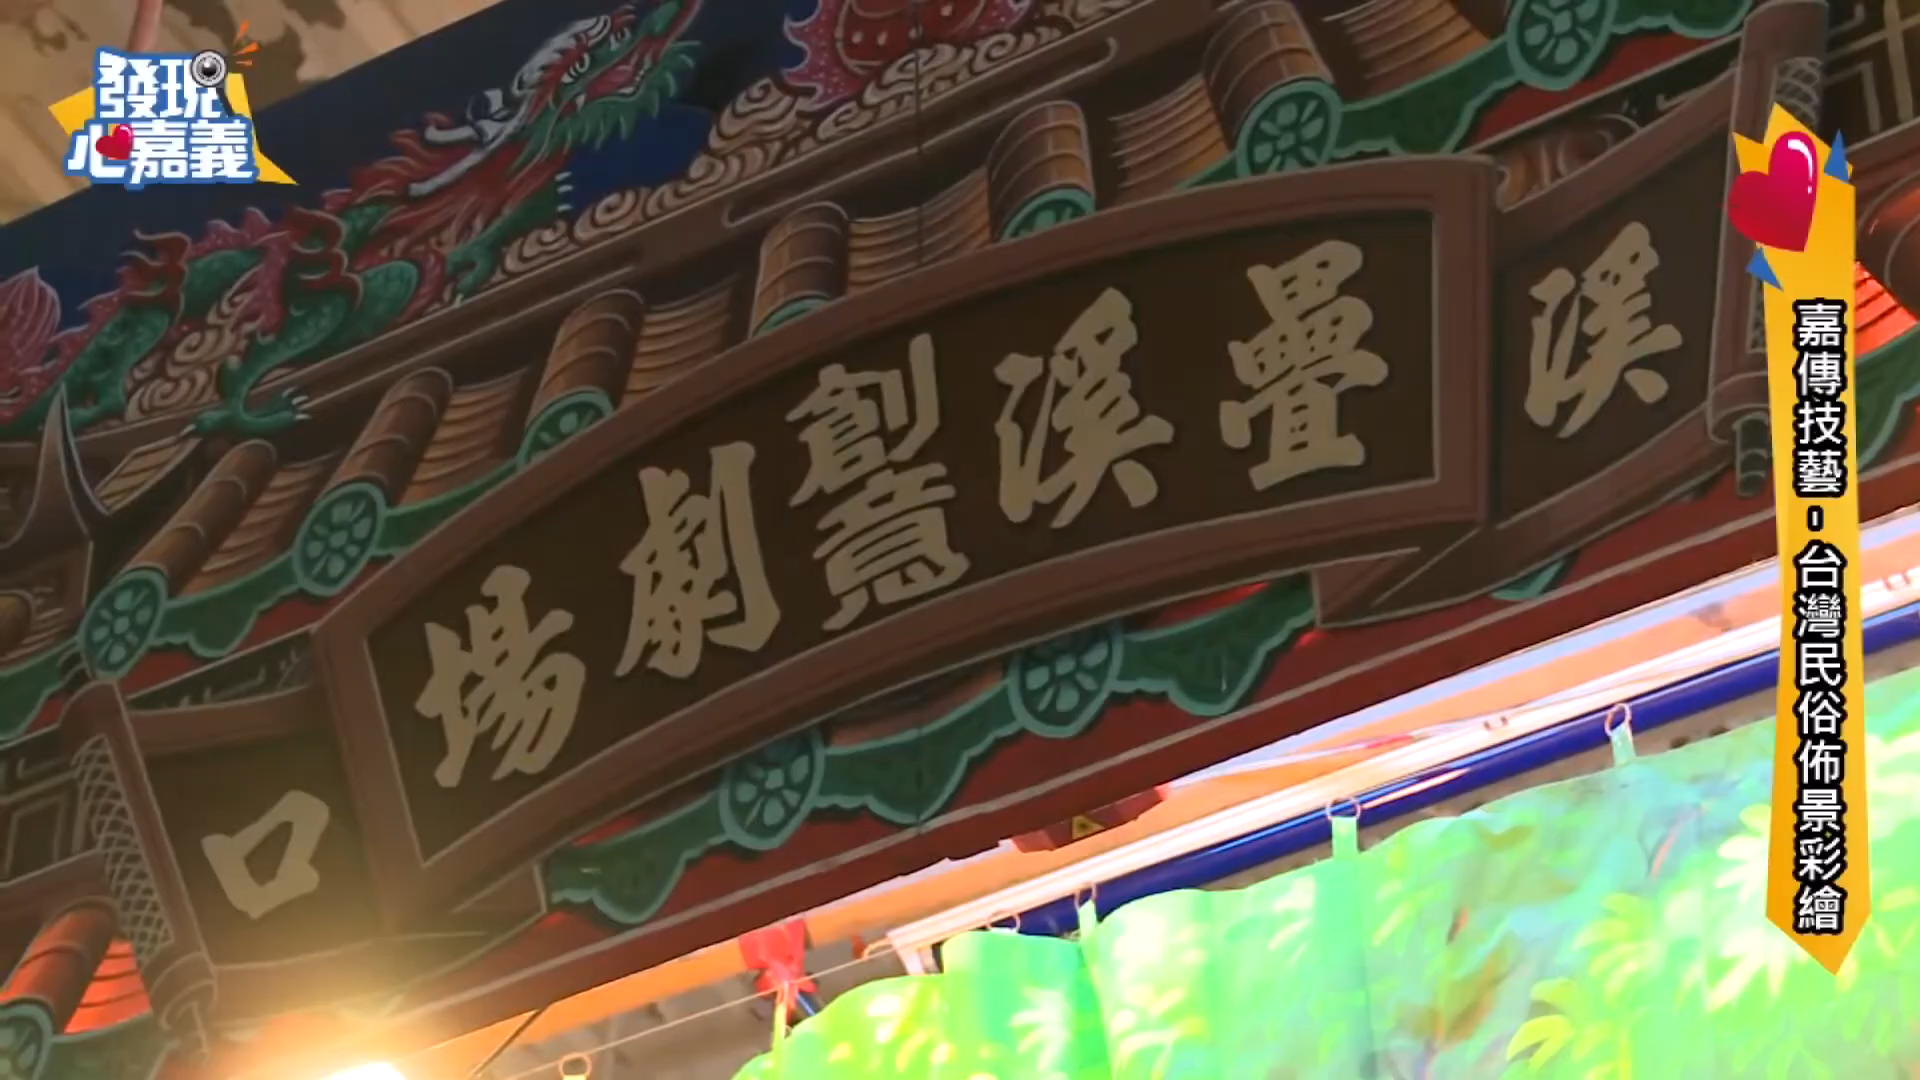 發現
心嘉義
溪
疊溪創意劇場
口
嘉傳技藝-台灣民俗佈景彩繪